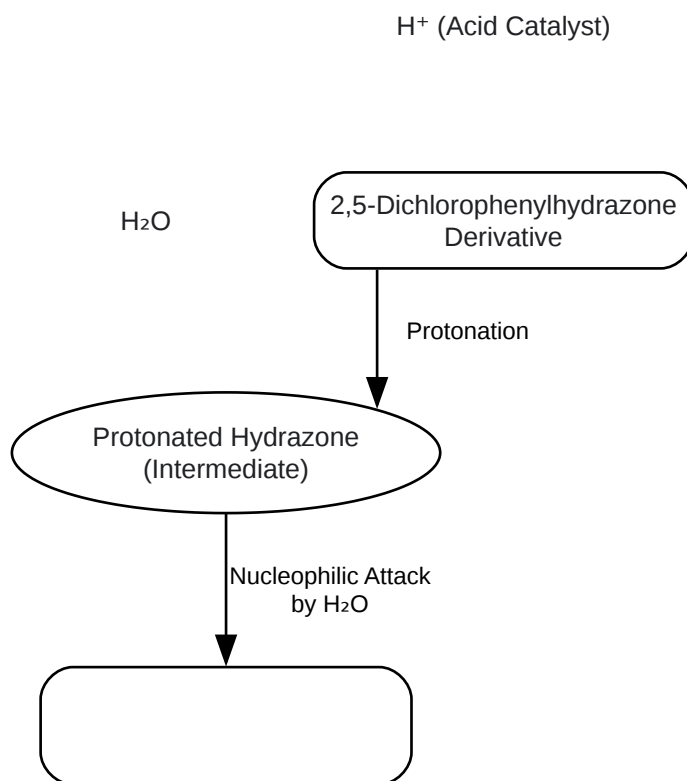 H⁺ (Acid Catalyst)
H₂O
2,5-Dichlorophenylhydrazone
Derivative
Protonation
Protonated Hydrazone
(Intermediate)
Nucleophilic Attack
by H₂O